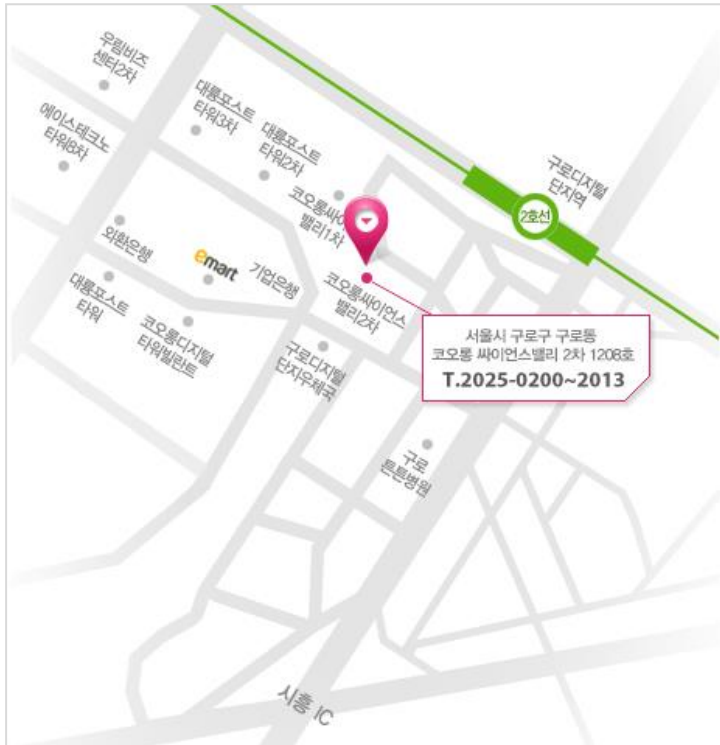 우림비즈
센터2차
에이스테크노
타워8차
대륭포스트
타워3차
대륭포스트
타워2차
코오롱싸이
밸리1차
구로디지털
단지역
2호선
외환은행
emart
기업은행
대륭포스트
타워
코오롱디지털
타워빌란트
코오롱싸이언스
밸리2차
구로디지털
단지우체국
서울시 구로구 구로동
코오롱 싸이언스밸리 2차 1208호
T.2025-0200~2013
구로
튼튼병원
시흥 IC